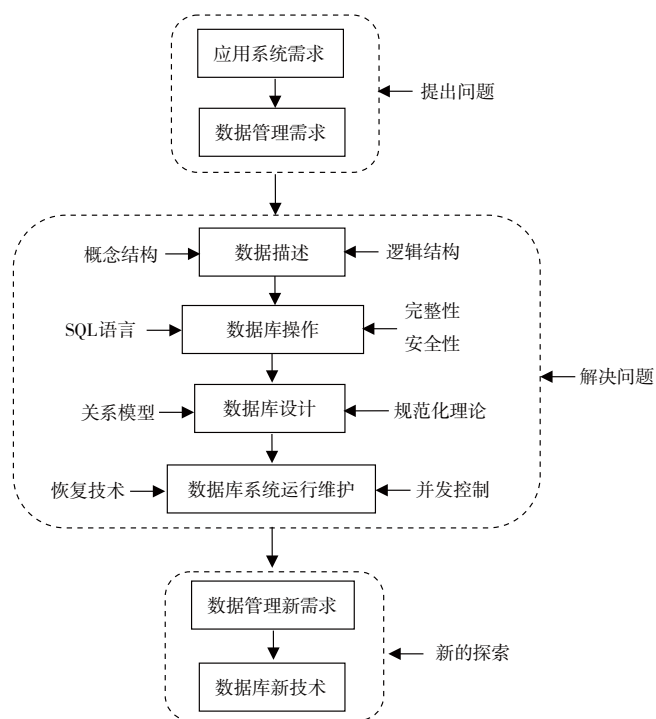 应用系统需求
提出问题
数据管理需求
概念结构
数据描述
逻辑结构
SQL语言
数据库操作
完整性
安全性
解决问题
关系模型
数据库设计
规范化理论
恢复技术
数据库系统运行维护
并发控制
数据管理新需求
新的探索
数据库新技术